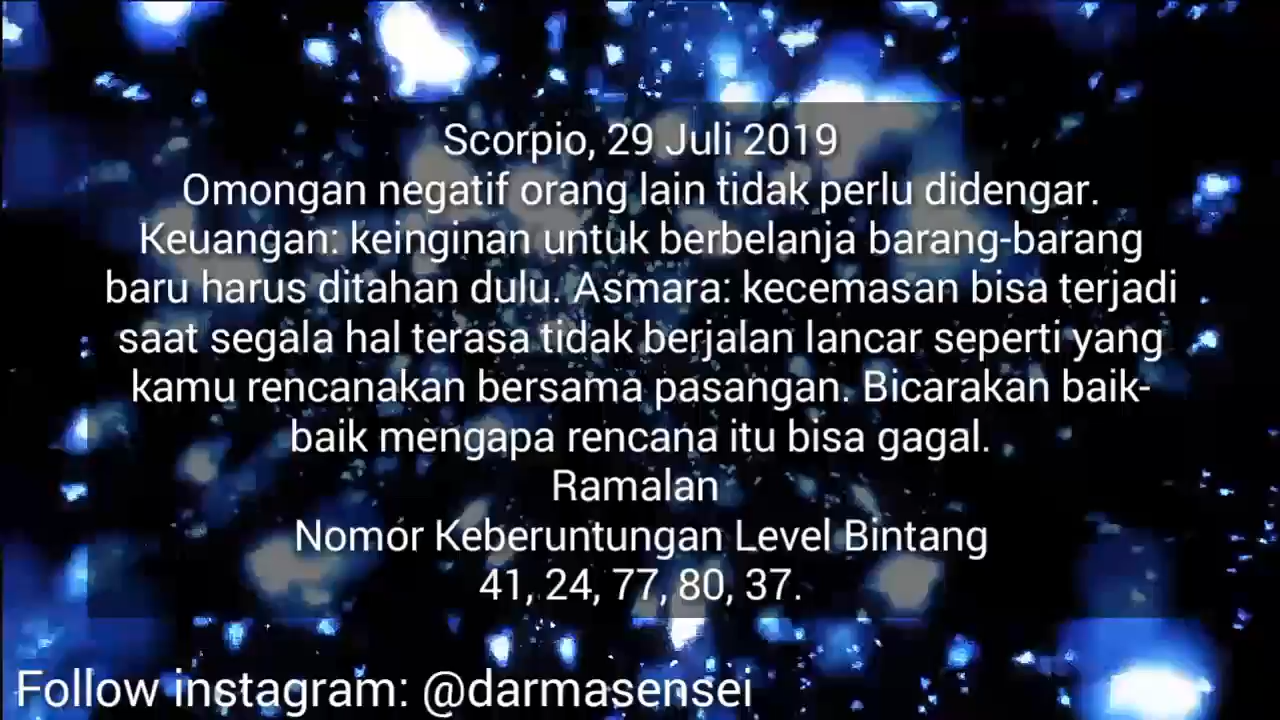 Scorpio, 29 Juli 2019
Omongan negatif orang lain tidak perlu didengar.
Keuangan: keinginan untuk berbelanja barang-barang
baru harus ditahan dulu. Asmara: kecemasan bisa terjadi
saat segala hal terasa tidak berjalan lancar seperti yang
kamu rencanakan bersama pasangan. Bicarakan baik-
baik mengapa rencana itu bisa gagal.
Ramalan
Nomor Keberuntungan Level Bintang
41, 24, 77, 80, 37.
Follow instagram: @darmasensei